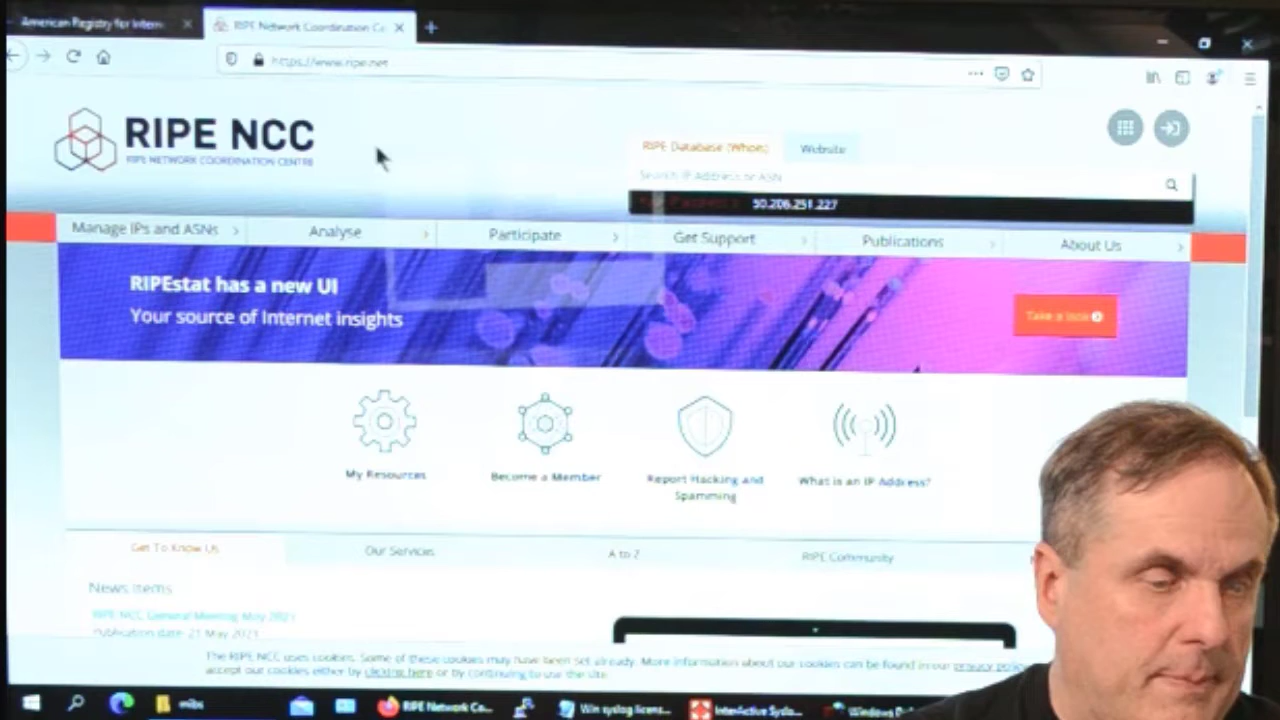 American Registry for Intern
RIPE Network Coordination Ce
https://www.ripe.net
RIPE NCC
RIPE NETWORK COORDINATION CENTRE
RIPE Database (Whois)
Website
Search IP Address or ASN
50.206.251.227
Manage IPs and ASNs
Analyse
Participate
Get Support
Publications
About Us
RIPEstat has a new UI
Your source of Internet insights
Take a look
My Resources
Become a Member
Report Hacking and
Spamming
What is an IP Address?
Get To Know Us
Our Services
A to Z
RIPE Community
News Items
RIPE NCC General Meeting May 2021
Publication date: 21 May 2021
The RIPE NCC uses cookies. Some of these cookies may have been set already. More information about our cookies can be found in our privacy policy
accept our cookies either by clicking here or by continuing to use the site.
mibs
RIPE Network Co...
Win syslog licens...
InterActive Syslo...
Windows